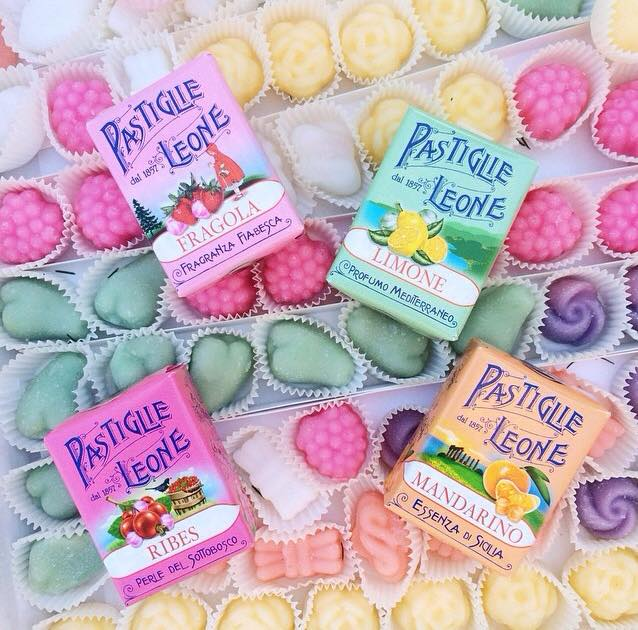 PASTIGLIE
LEONE
dal 1857
FRAGOLA
FRAGRANZA FIABESCA
PASTIGLIE
dal 1857
LEONE
LIMONE
PROFUMO MEDITERRANEO
PASTIGLIE
LEONE
dal 1857
RIBES
PERLE DEL SOTTOBOSCO
PASTIGLIE
dal 1857
LEONE
MANDARINO
ESSENZA DI SICILIA